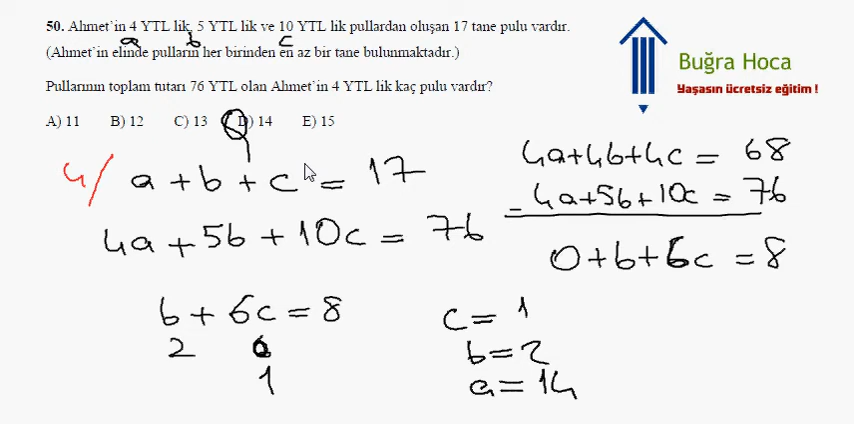 50. Ahmet`in 4 YTL lik, 5 YTL lik ve 10 YTL lik pullardan oluşan 17 tane pulu vardır.
a b c
(Ahmet`in elinde pulların her birinden en az bir tane bulunmaktadır.)
Pullarının toplam tutarı 76 YTL olan Ahmet`in 4 YTL lik kaç pulu vardır?
A) 11 B) 12 C) 13 D) 14 E) 15
Buğra Hoca
Yaşasın ücretsiz eğitim !
4/ a + b + c = 17
4a + 5b + 10c = 76
4a+4b+4c = 68
- 4a+5b+10c = 76
0+b+6c = 8
b + 6c = 8
2 6
1
c = 1
b = 2
a = 14